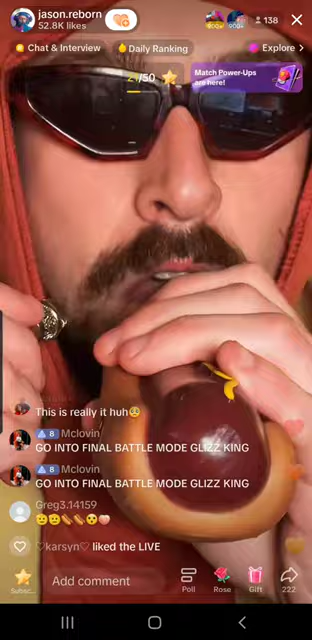 jason.reborn
52.8K likes
138
Chat & Interview
Daily Ranking
Explore >
/50
Match Power-Ups
are here!
This is really it huh😩
8 Mclovin
GO INTO FINAL BATTLE MODE GLIZZ KING
8 Mclovin
GO INTO FINAL BATTLE MODE GLIZZ KING
Greg3.14159
♡karsyn♡ liked the LIVE
Subsc...
Add comment
Poll
Rose
Gift
222